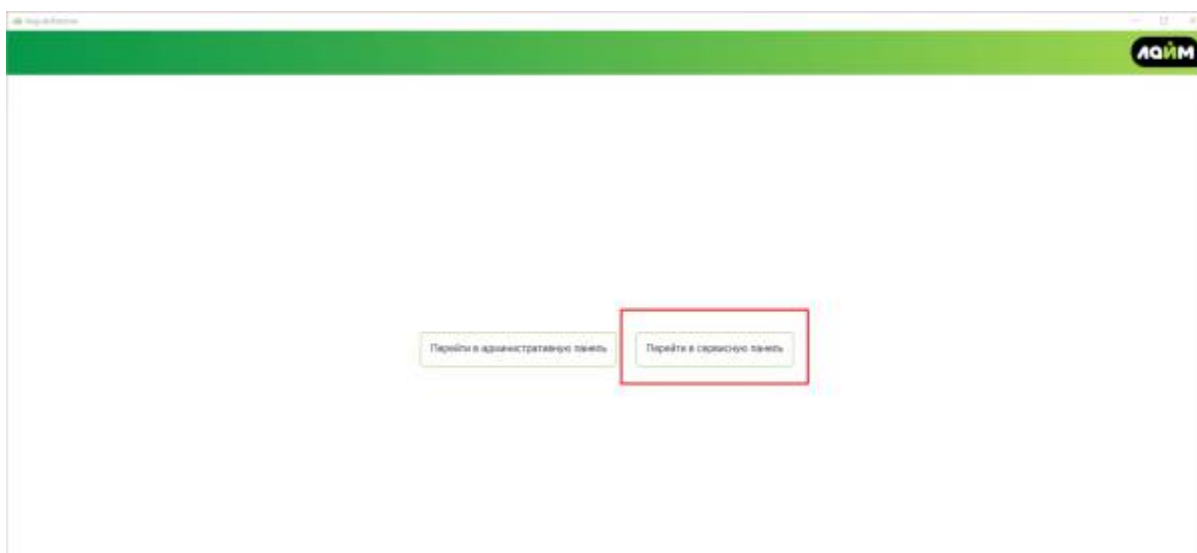 лайм
Перейти в административную панель
Перейти в сервисную панель